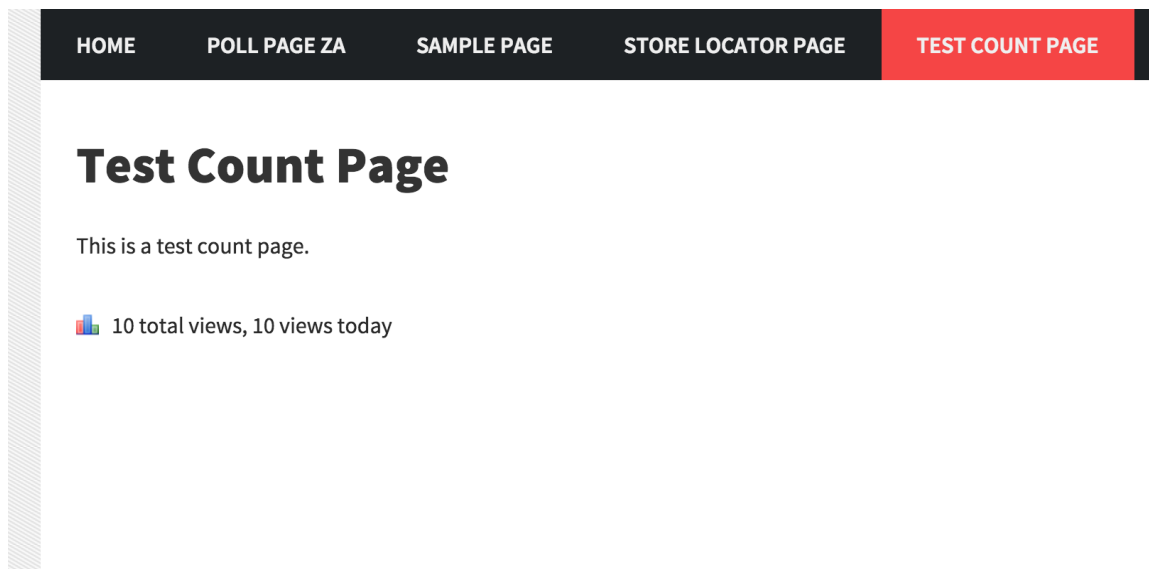 HOME POLL PAGE ZA SAMPLE PAGE STORE LOCATOR PAGE TEST COUNT PAGE
Test Count Page
This is a test count page.
10 total views, 10 views today